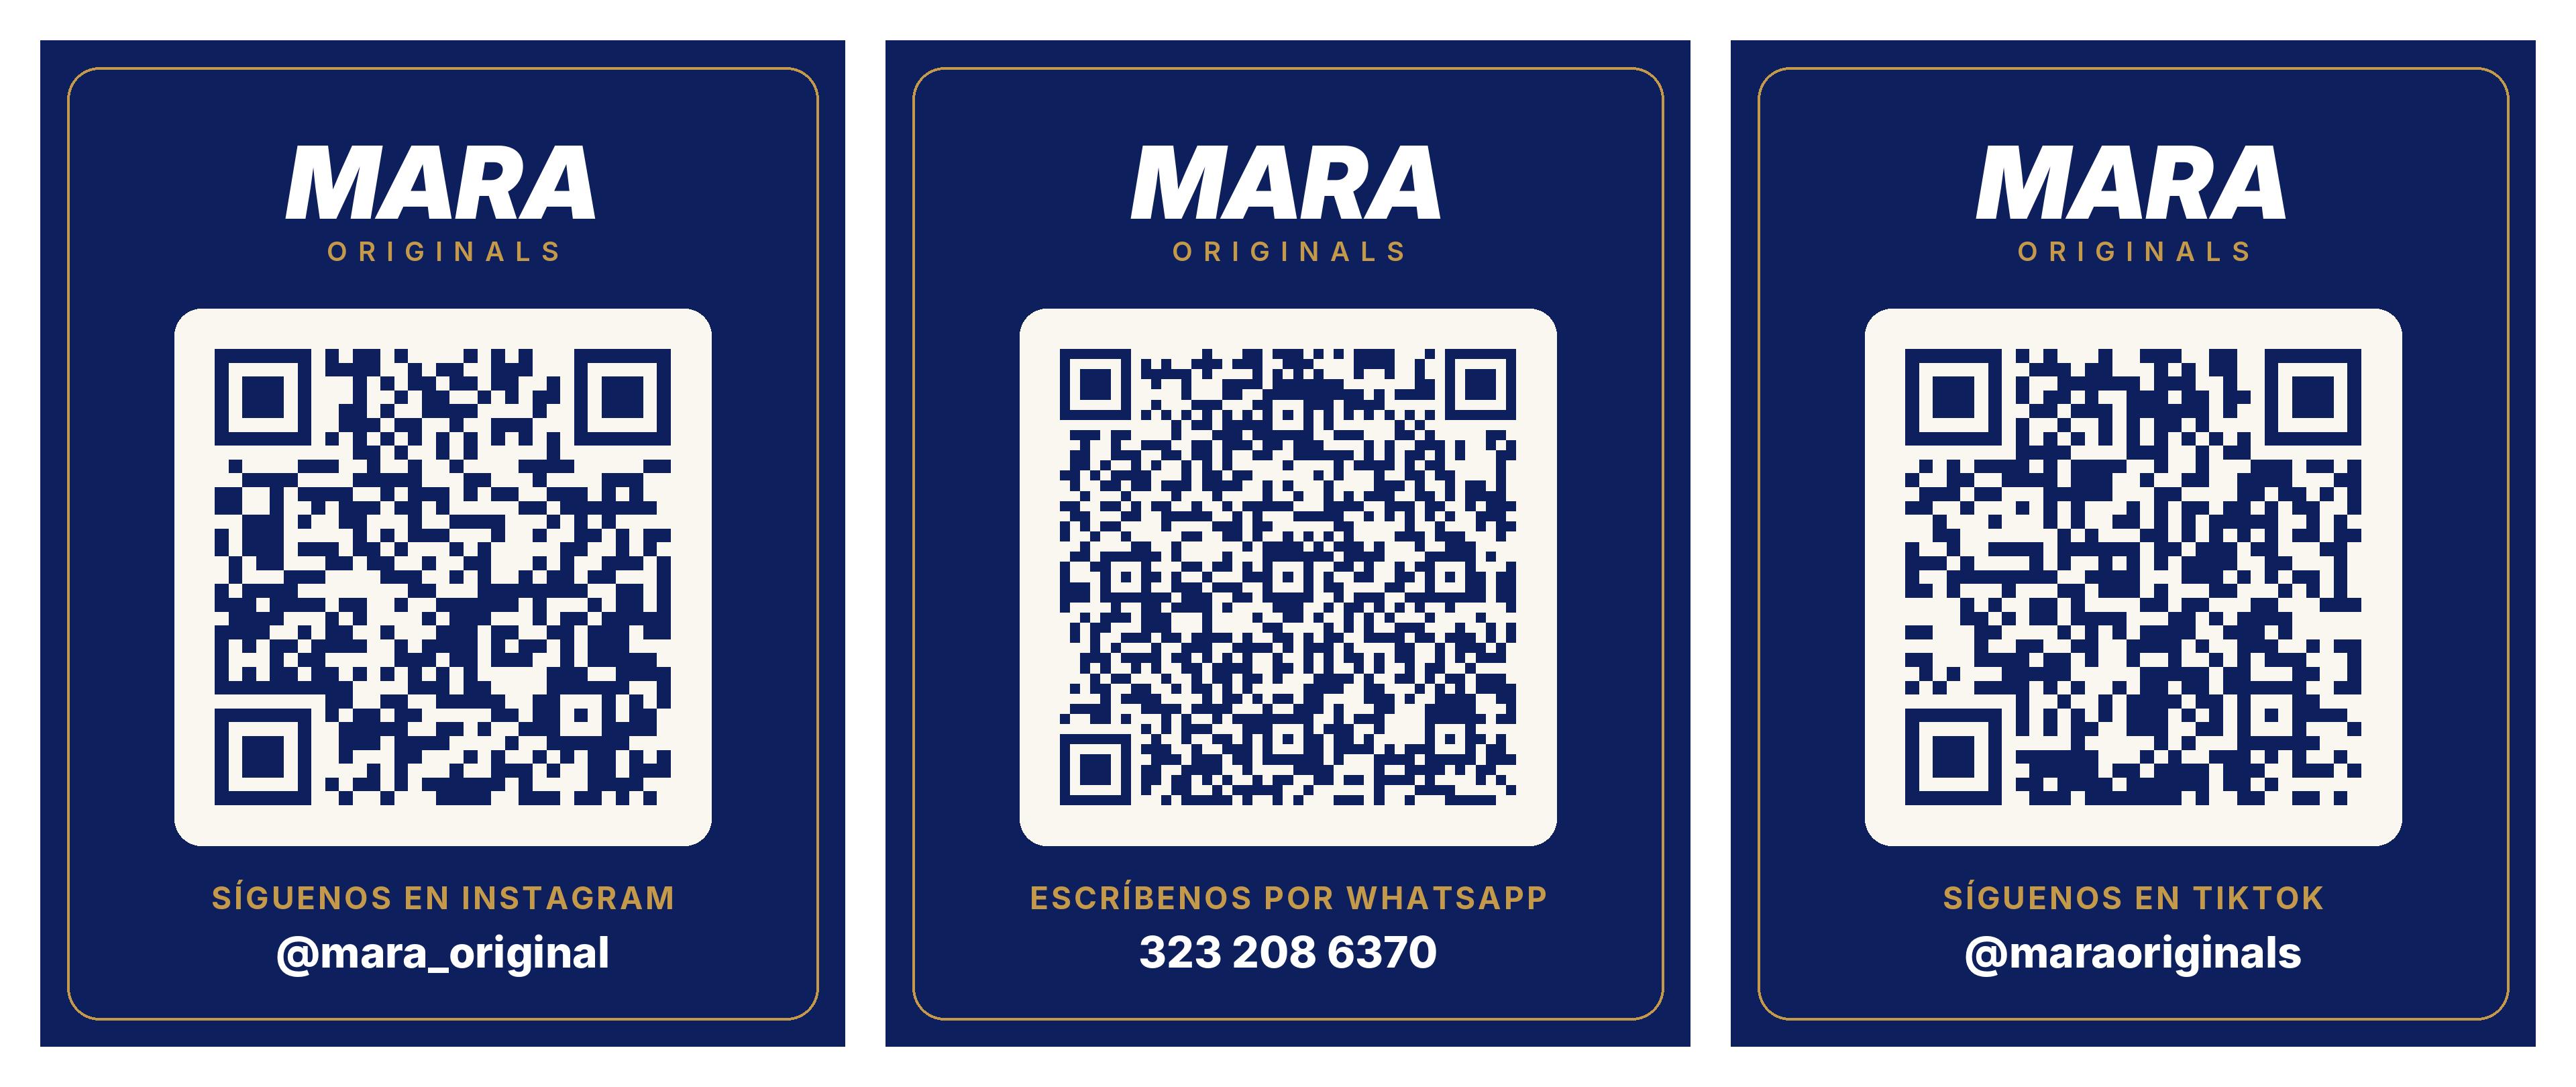 MARA
ORIGINALS
SÍGUENOS EN INSTAGRAM
@mara_original
MARA
ORIGINALS
ESCRÍBENOS POR WHATSAPP
323 208 6370
MARA
ORIGINALS
SÍGUENOS EN TIKTOK
@maraoriginals